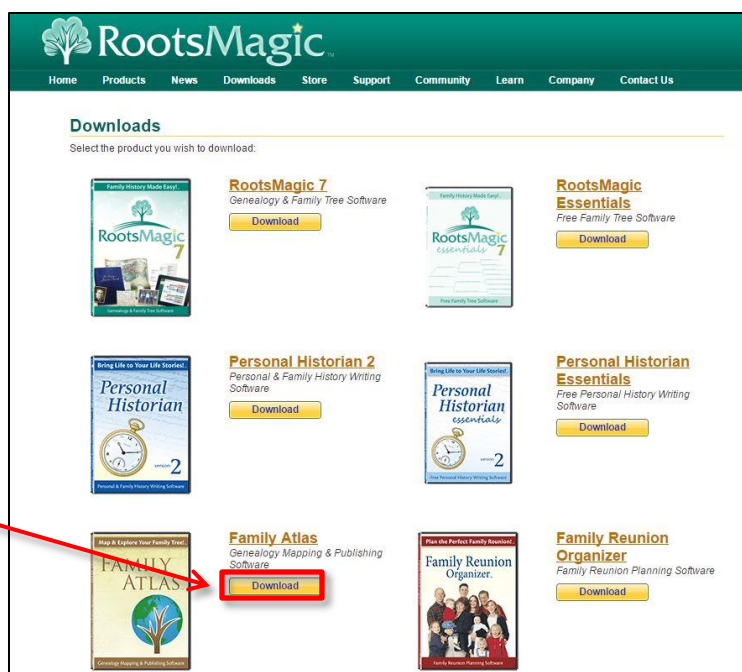 RootsMagic
Home Products News Downloads Store Support Community Learn Company Contact Us
Downloads
Select the product you wish to download:
Family History Made Easy!
RootsMagic
7
Genealogy & Family Tree Software
RootsMagic 7
Genealogy & Family Tree Software
Download
Family History Made Easy!
RootsMagic
essentials 7
Free Family Tree Software
RootsMagic
Essentials
Free Family Tree Software
Download
Bring Life to Your Life Stories!
Personal
Historian
version 2
Personal & Family History Writing Software
Personal Historian 2
Personal & Family History Writing
Software
Download
Bring Life to Your Life Stories!
Personal
Historian
essentials
version 2
Free Personal History Writing Software
Personal Historian
Essentials
Free Personal History Writing
Software
Download
Map & Explore Your Family Tree!
FAMILY
ATLAS
Genealogy Mapping & Publishing Software
Family Atlas
Genealogy Mapping & Publishing
Software
Download
Plan the Perfect Family Reunion!
Family Reunion
Organizer
Family Reunion Planning Software
Family Reunion
Organizer
Family Reunion Planning Software
Download